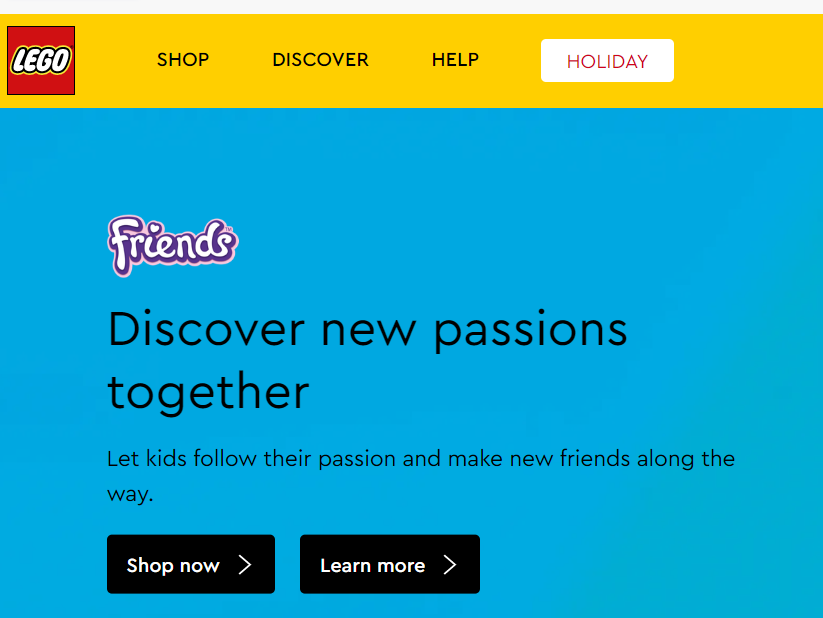 LEGO
SHOP DISCOVER HELP HOLIDAY
friends™
Discover new passions
together
Let kids follow their passion and make new friends along the
way.
Shop now Learn more